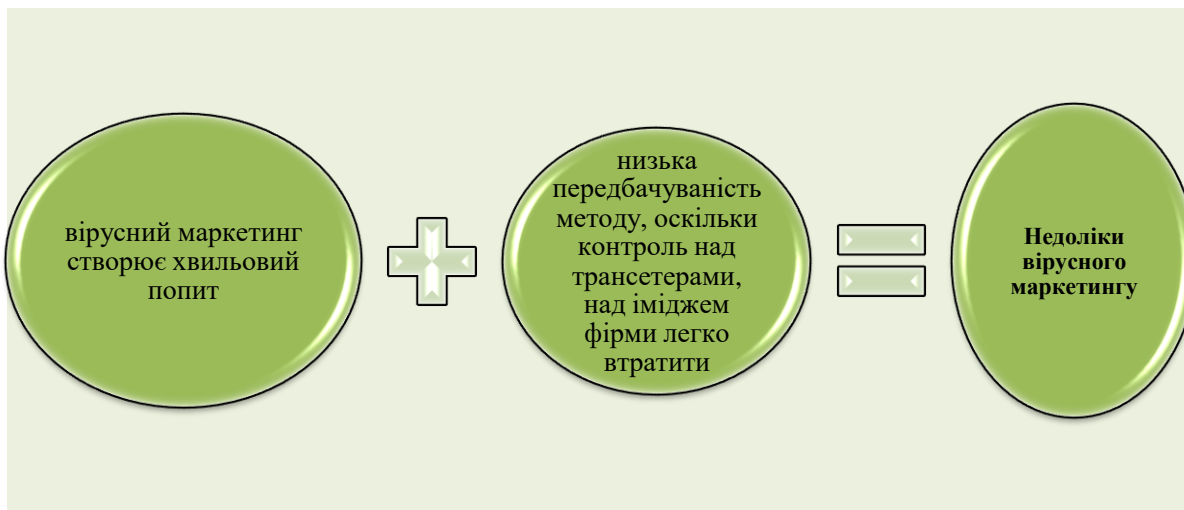 вірусний маркетинг
створює хвильовий
попит
низька
передбачуваність
методу, оскільки
контроль над
трансетерами,
над іміджем
фірми легко
втратити
Недоліки
вірусного
маркетингу